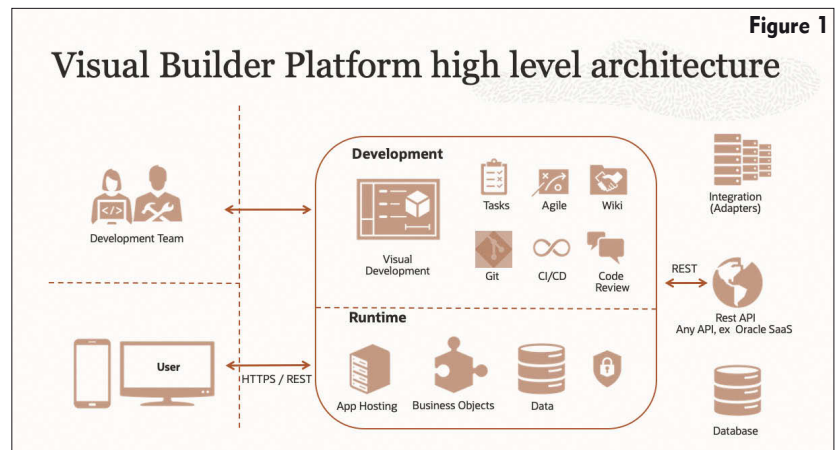 Figure 1
Visual Builder Platform high level architecture
Development Team
</>
Development
Visual
Development
Tasks
Agile
Wiki
Git
CI/CD
Code
Review
Integration
(Adapters)
REST
Rest API
Any API, ex Oracle SaaS
User
HTTPS / REST
Runtime
App Hosting
Business Objects
Data
Database